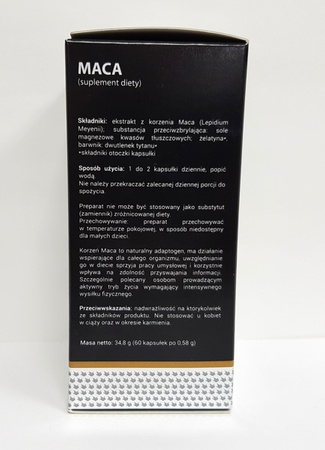 MACA
(suplement diety)
Składniki: ekstrakt z korzenia Maca (Lepidium
Meyenii); substancja przeciwzbrylająca: sole
magnezowe kwasów tłuszczowych; żelatyna•,
barwnik: dwutlenek tytanu•
•składniki otoczki kapsułki
Sposób użycia: 1 do 2 kapsułki dziennie, popić
wodą.
Nie należy przekraczać zalecanej dziennej porcji do
spożycia.
Preparat nie może być stosowany jako substytut
(zamiennik) zróżnicowanej diety.
Przechowywanie: preparat przechowywać
w temperaturze pokojowej, w sposób niedostępny
dla małych dzieci.
Korzeń Maca to naturalny adaptogen, ma działanie
wspierające dla całego organizmu, uwzględnianie
go w diecie sprzyja pracy umysłowej i korzystnie
wpływa na zdolność przyswajania informacji.
Szczególnie polecany osobom prowadzącym
aktywny tryb życia wymagający intensywnego
wysiłku fizycznego.
Przeciwwskazania: nadwrażliwość na którykolwiek
ze składników produktu. Nie stosować u kobiet
w ciąży oraz w okresie karmienia.
Masa netto: 34.8 g (60 kapsułek po 0,58 g)